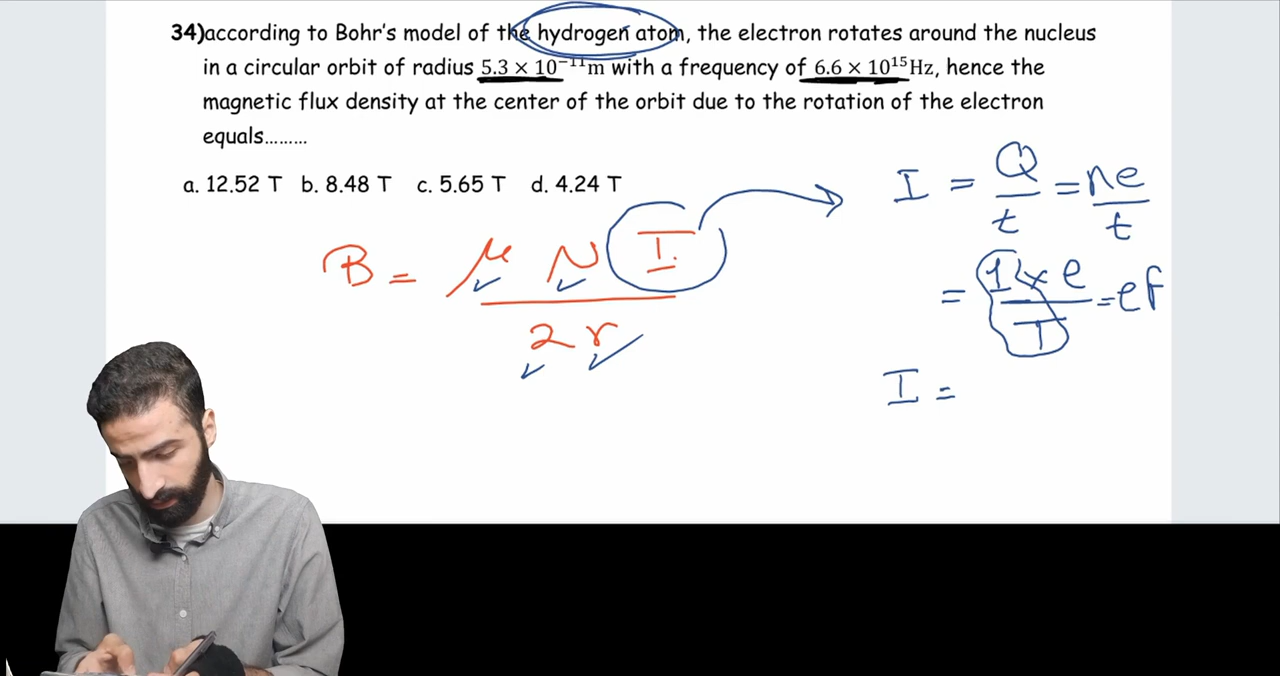 34)according to Bohr's model of the hydrogen atom, the electron rotates around the nucleus
in a circular orbit of radius 5.3 × 10⁻¹¹m with a frequency of 6.6 × 10¹⁵Hz, hence the
magnetic flux density at the center of the orbit due to the rotation of the electron
equals.........
a. 12.52 T b. 8.48 T c. 5.65 T d. 4.24 T
B = μ N I / 2 r
I = Q/t = ne/t
= 1 × e / T = ef
I =